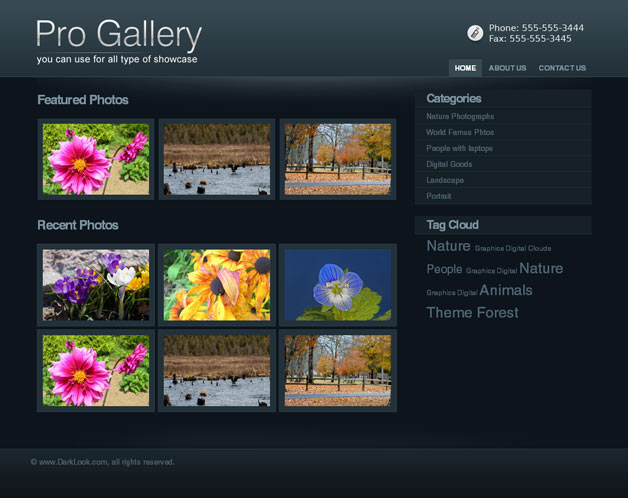 Pro Gallery
you can use for all type of showcase
Phone: 555-555-3444
Fax: 555-555-3445
HOME ABOUT US CONTACT US
Featured Photos
Recent Photos
Categories
Nature Photographs
World Famas Phtos
People with laptops
Digital Goods
Landscape
Portrait
Tag Cloud
Nature Graphics Digital Clouds
People Graphics Digital Nature
Graphics Digital Animals
Theme Forest
© www.DarkLook.com, all rights reserved.